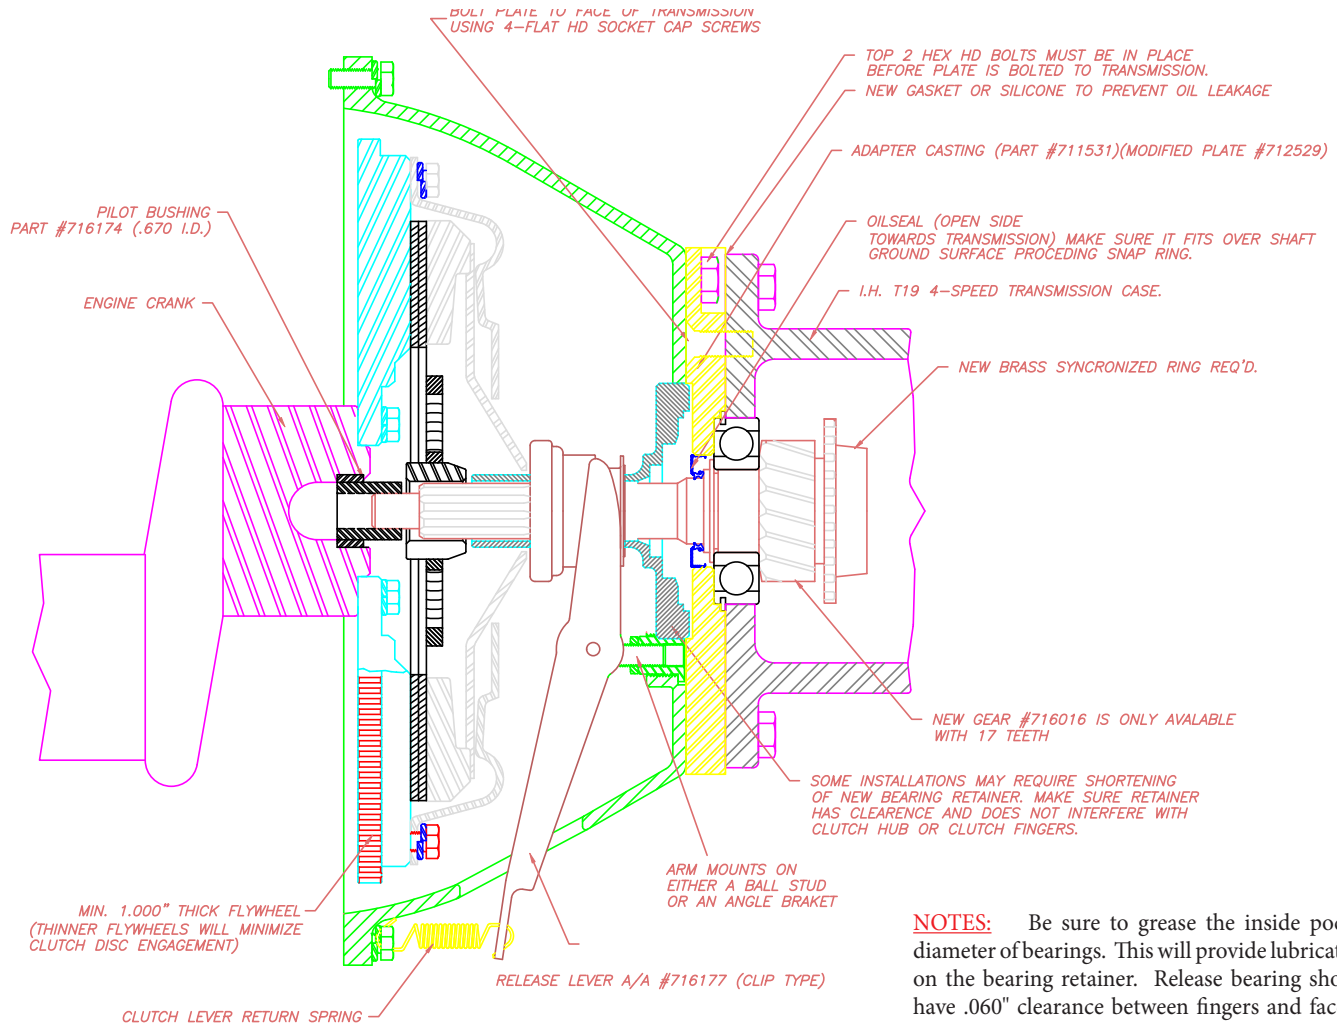 BOLT PLATE TO FACE OF TRANSMISSION
USING 4-FLAT HD SOCKET CAP SCREWS
TOP 2 HEX HD BOLTS MUST BE IN PLACE
BEFORE PLATE IS BOLTED TO TRANSMISSION.
NEW GASKET OR SILICONE TO PREVENT OIL LEAKAGE
ADAPTER CASTING (PART #711531)(MODIFIED PLATE #712529)
PILOT BUSHING
PART #716174 (.670 I.D.)
OILSEAL (OPEN SIDE
TOWARDS TRANSMISSION) MAKE SURE IT FITS OVER SHAFT
GROUND SURFACE PROCEDING SNAP RING.
ENGINE CRANK
I.H. T19 4-SPEED TRANSMISSION CASE.
NEW BRASS SYNCRONIZED RING REQ'D.
NEW GEAR #716016 IS ONLY AVALABLE
WITH 17 TEETH
SOME INSTALLATIONS MAY REQUIRE SHORTENING
OF NEW BEARING RETAINER. MAKE SURE RETAINER
HAS CLEARENCE AND DOES NOT INTERFERE WITH
CLUTCH HUB OR CLUTCH FINGERS.
ARM MOUNTS ON
EITHER A BALL STUD
OR AN ANGLE BRAKET
MIN. 1.000" THICK FLYWHEEL
(THINNER FLYWHEELS WILL MINIMIZE
CLUTCH DISC ENGAGEMENT)
RELEASE LEVER A/A #716177 (CLIP TYPE)
CLUTCH LEVER RETURN SPRING
NOTES: Be sure to grease the inside poc
diameter of bearings. This will provide lubricat
on the bearing retainer. Release bearing sho
have .060" clearance between fingers and fac